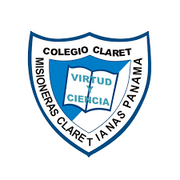 COLEGIO CLARET
MISIONERAS CLARETIANAS PANAMA
VIRTUD
Y
CIENCIA